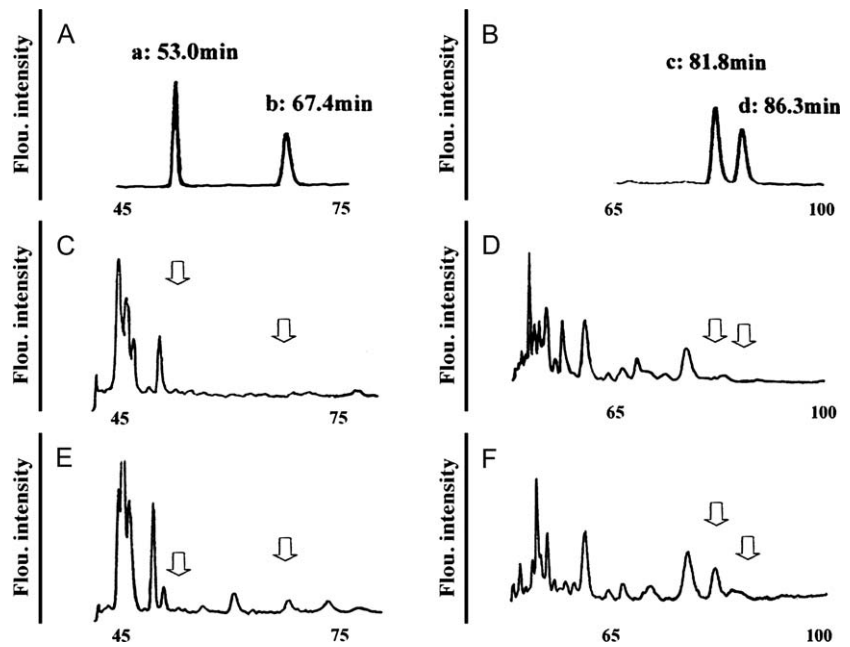 A
a: 53.0min
b: 67.4min
Flou. intensity
45 75
B
c: 81.8min
d: 86.3min
Flou. intensity
65 100
C
Flou. intensity
45 75
D
Flou. intensity
65 100
E
Flou. intensity
45 75
F
Flou. intensity
65 100